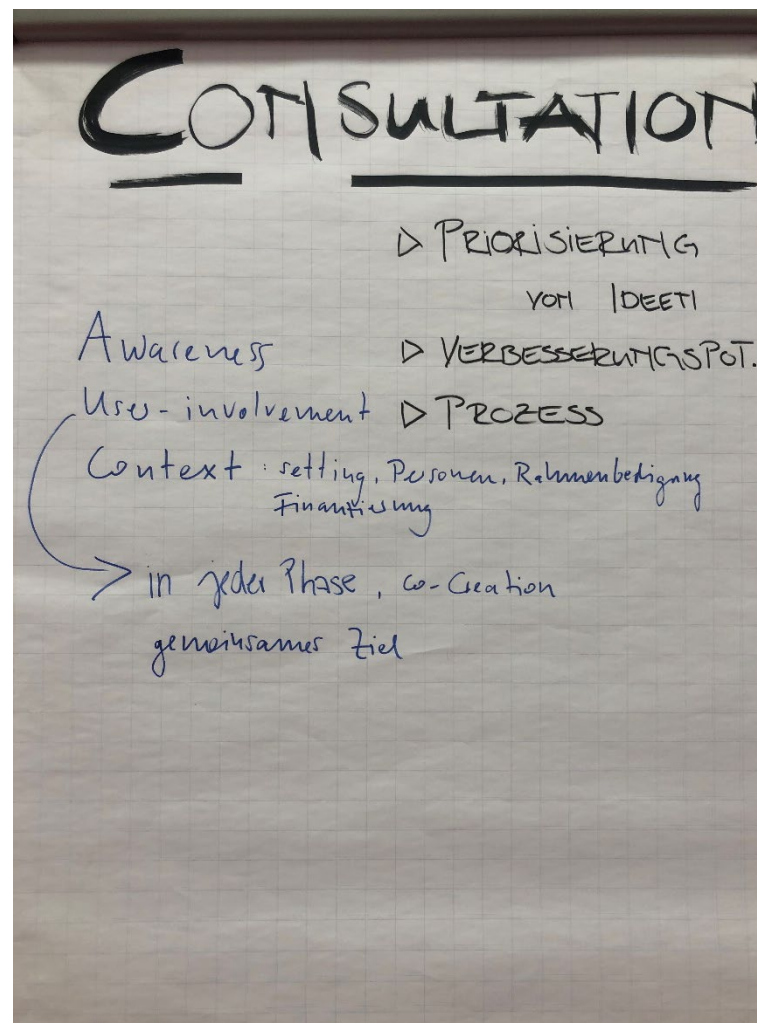 CONSULTATION
▷ PRIORISIERUNG
VON IDEEN
Awareness
▷ VERBESSERUNGSPOT.
User-involvement
▷ PROZESS
Context: setting, Personen, Rahmenbedigung
Finanzierung
in jeder Phase, co-Creation
gemeinsames Ziel